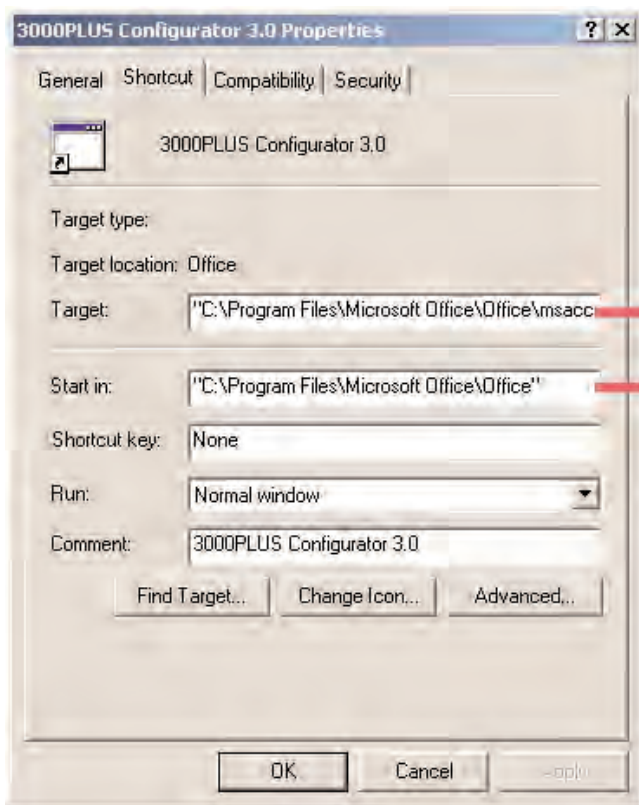 3000PLUS Configurator 3.0 Properties ? ×
General Shortcut Compatibility Security
3000PLUS Configurator 3.0
Target type:
Target location: Office
Target: "C:\Program Files\Microsoft Office\Office\msacc
Start in: "C:\Program Files\Microsoft Office\Office"
Shortcut key: None
Run: Normal window
Comment: 3000PLUS Configurator 3.0
Find Target... Change Icon... Advanced...
OK Cancel Apply